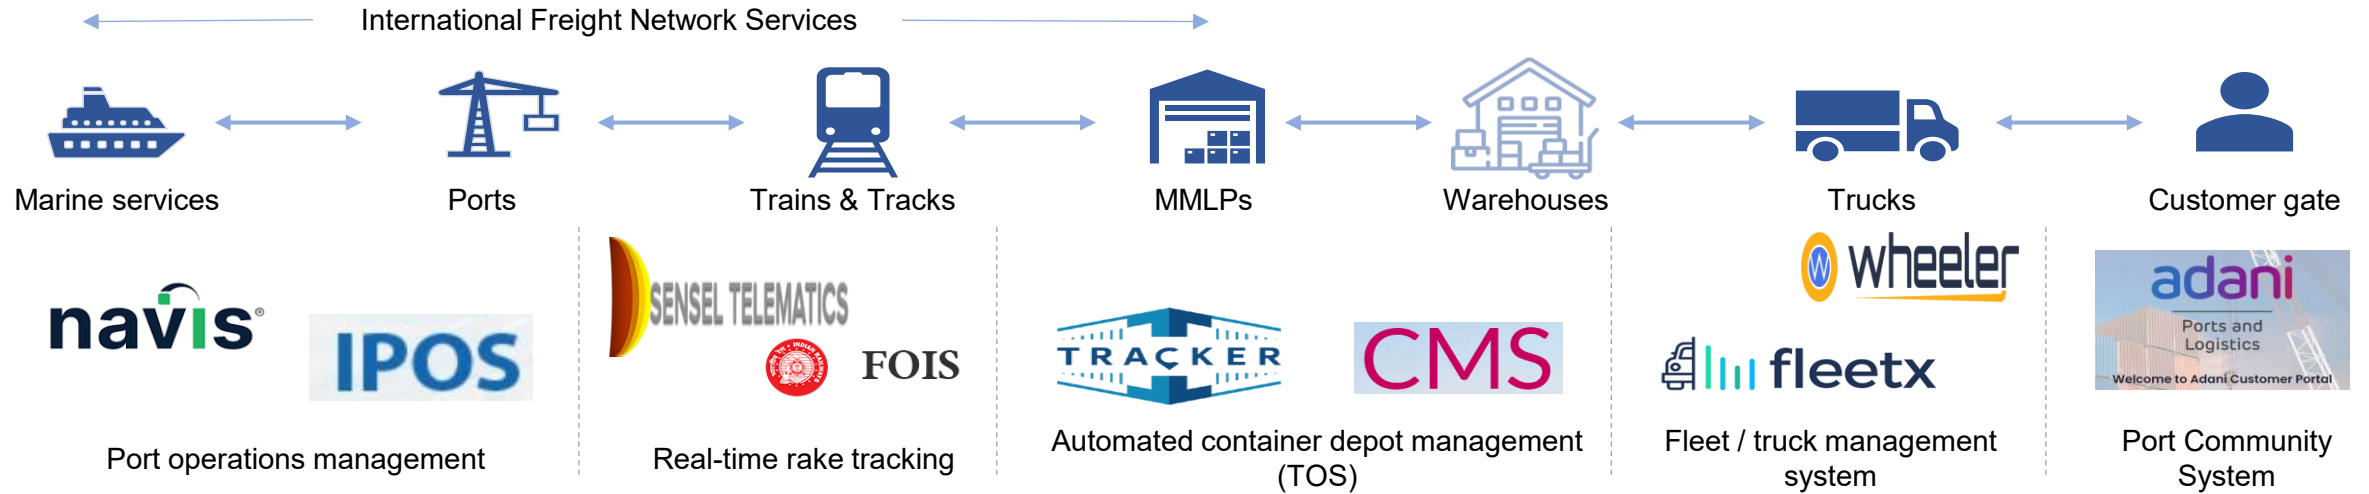 International Freight Network Services
Marine services
Ports
Trains & Tracks
MMLPs
Warehouses
Trucks
Customer gate
navis®
IPOS
SENSEL TELEMATICS
INDIAN RAILWAYS
FOIS
TRACKER
CMS
W wheeler
fleetx
adani
Ports and
Logistics
Welcome to Adani Customer Portal
Port operations management
Real-time rake tracking
Automated container depot management
(TOS)
Fleet / truck management
system
Port Community
System